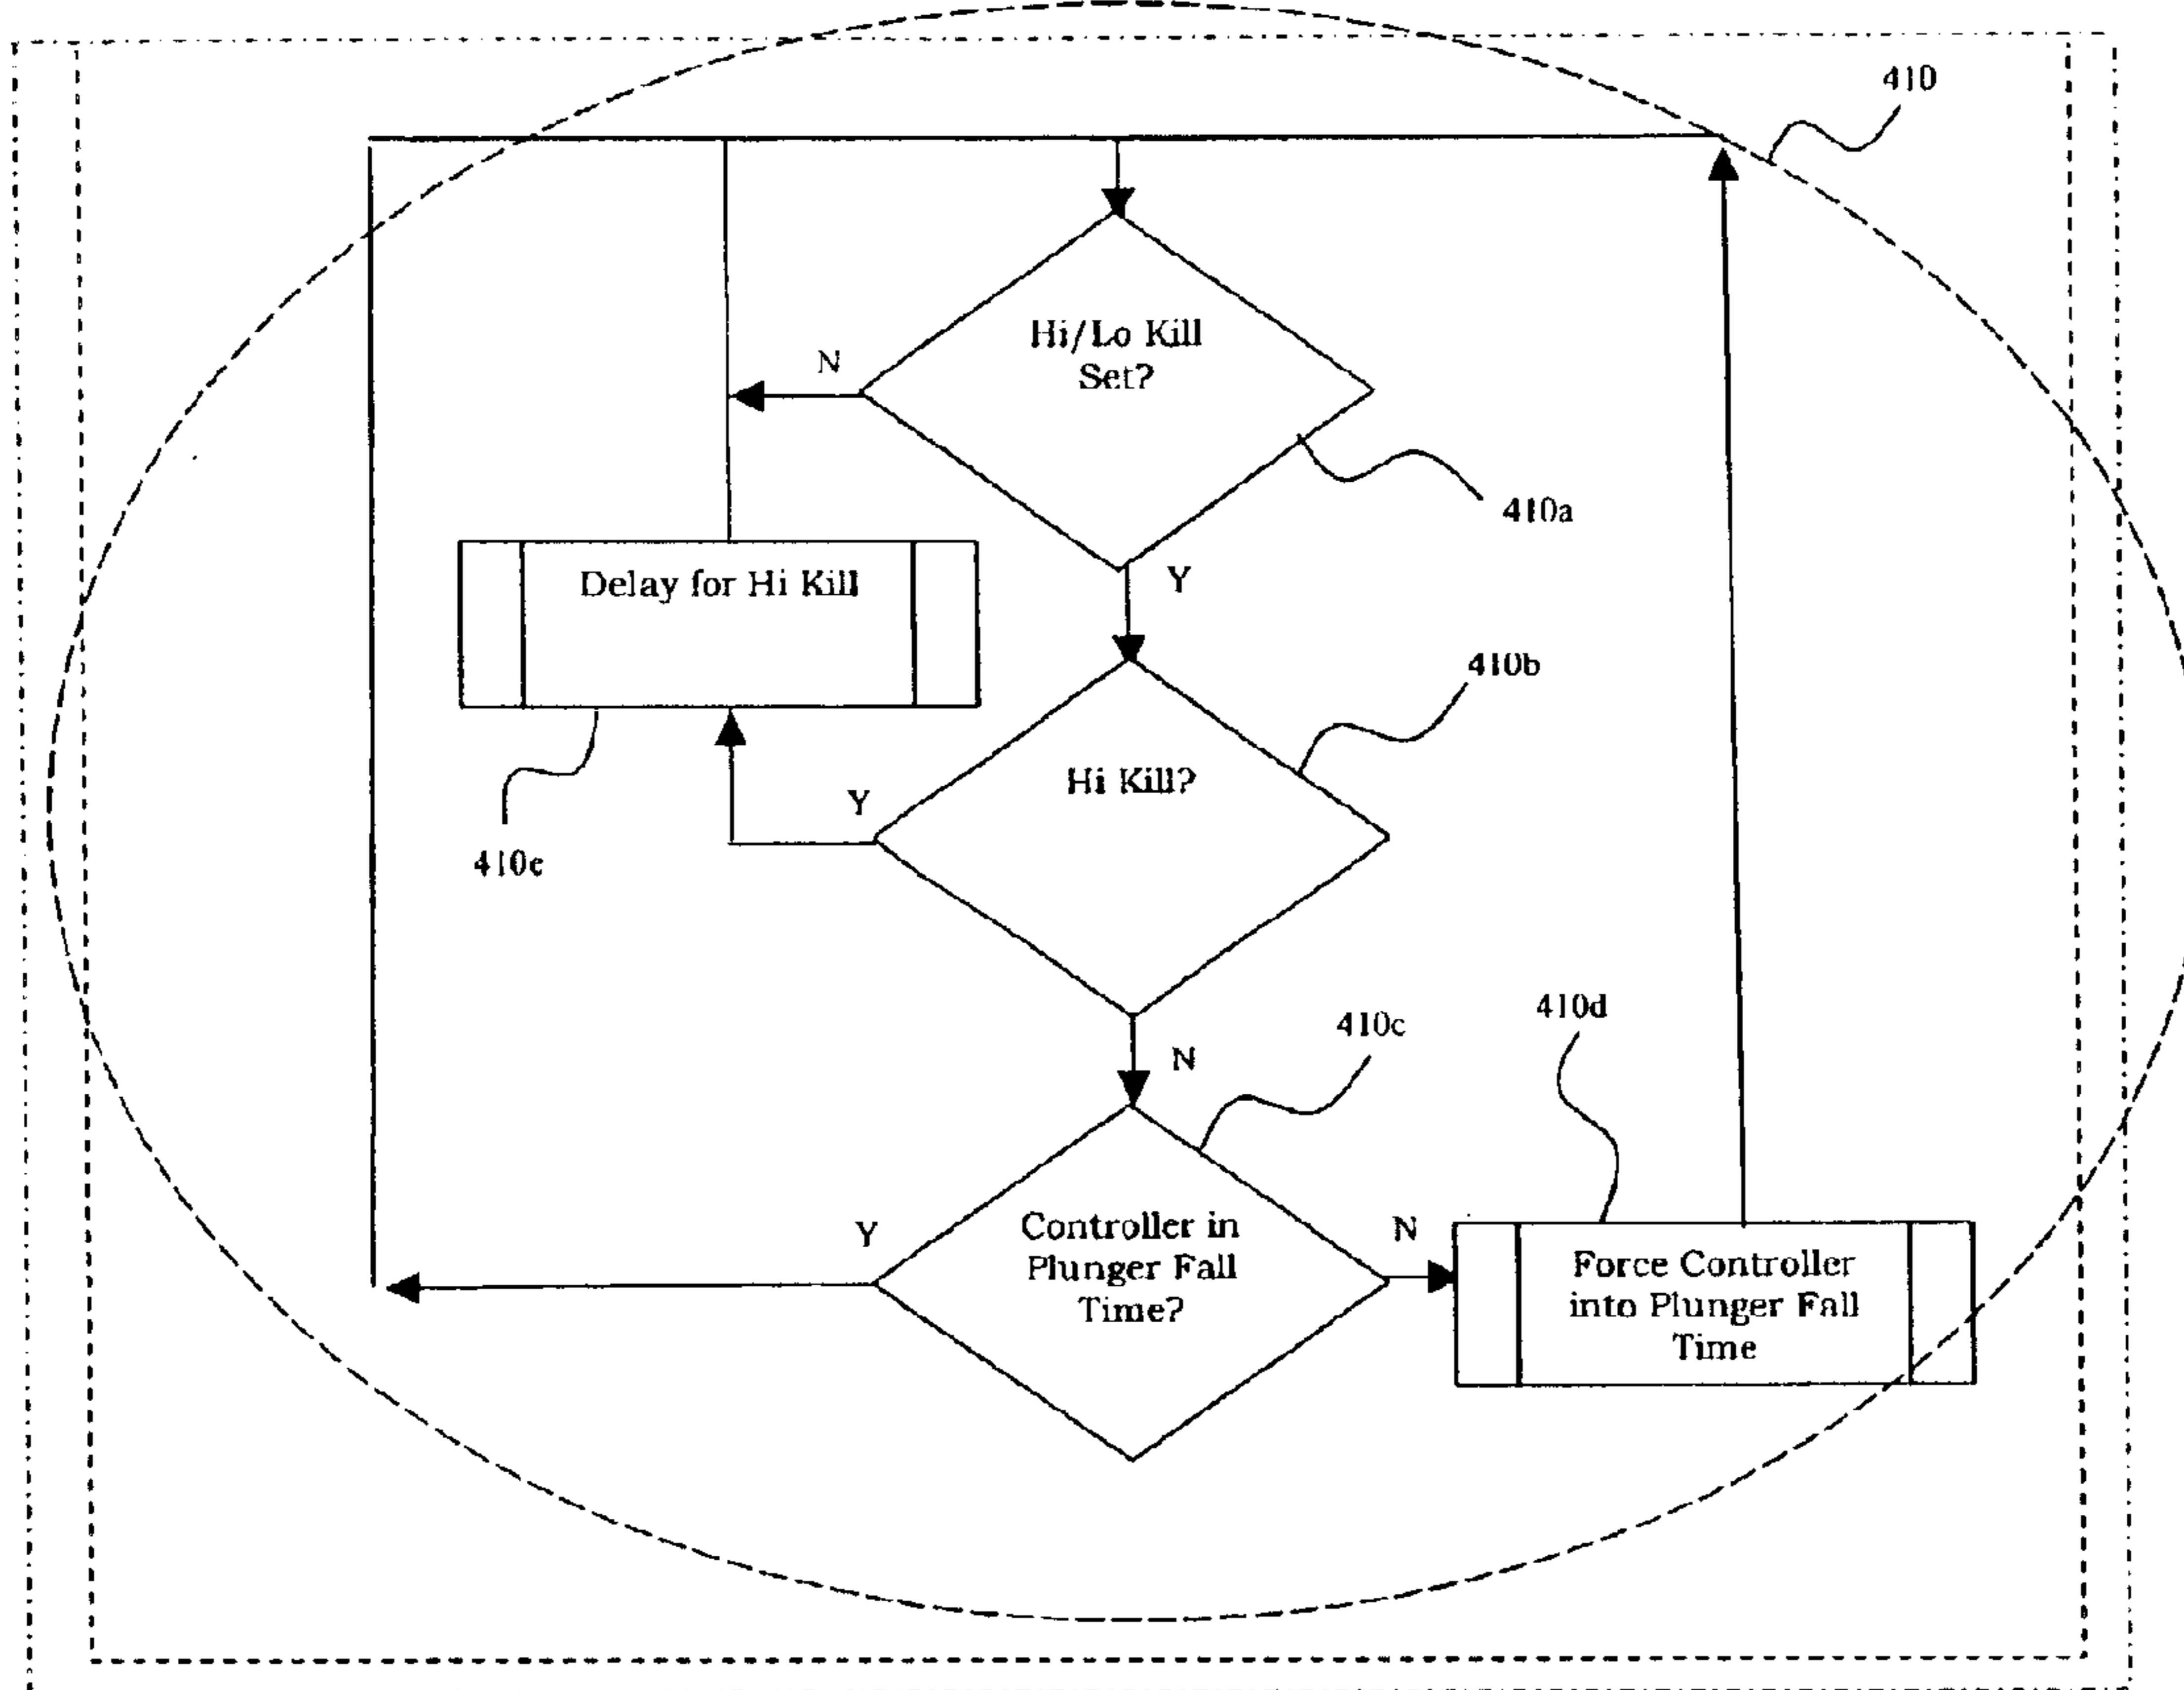 410
Hi/Lo Kill
Set?
N
410a
Y
Delay for Hi Kill
410b
Hi Kill?
Y
410e
410d
410c
N
Controller in
Plunger Fall
Time?
Y
N
Force Controller
into Plunger Fall
Time